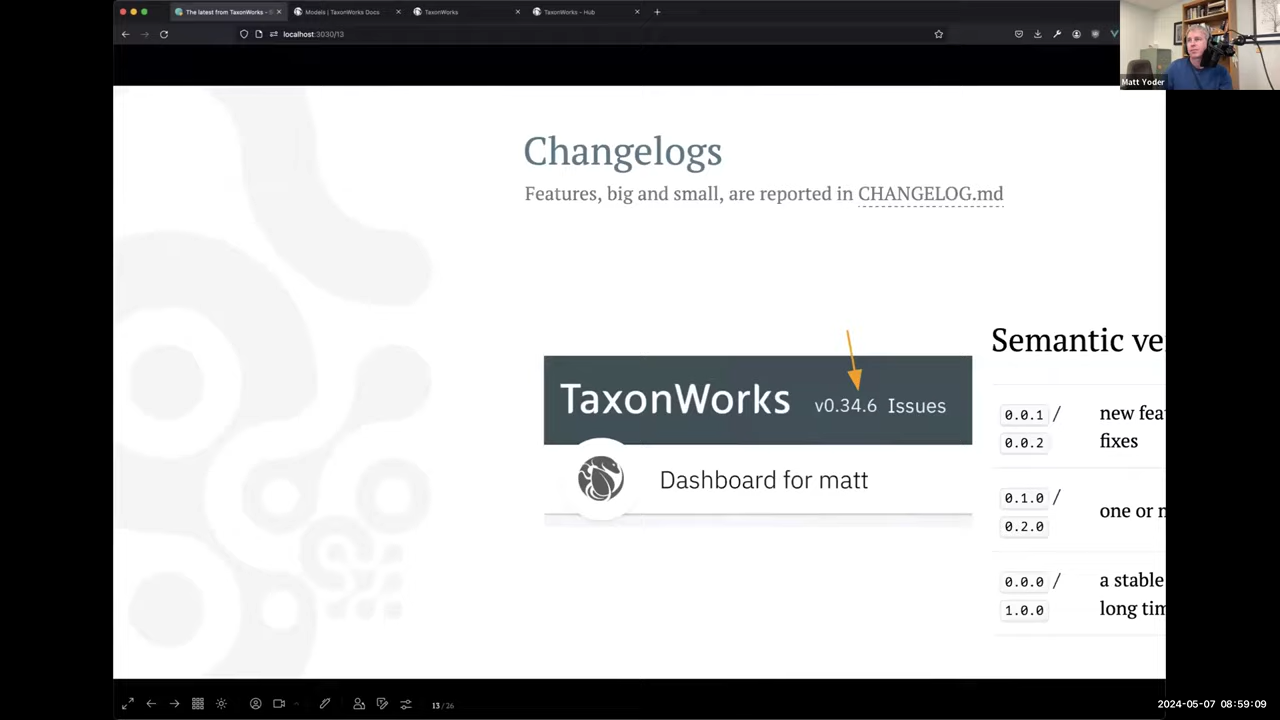 The latest from TaxonWorks -
Models | TaxonWorks Docs
TaxonWorks
TaxonWorks - Hub
localhost:3030/13
Matt Yoder
Changelogs
Features, big and small, are reported in CHANGELOG.md
TaxonWorks v0.34.6 Issues
Dashboard for matt
Semantic ve
0.0.1 / new fea
0.0.2 fixes
0.1.0 / one or
0.2.0
0.0.0 / a stable
1.0.0 long tim
13 / 26
2024-05-07 08:59:09